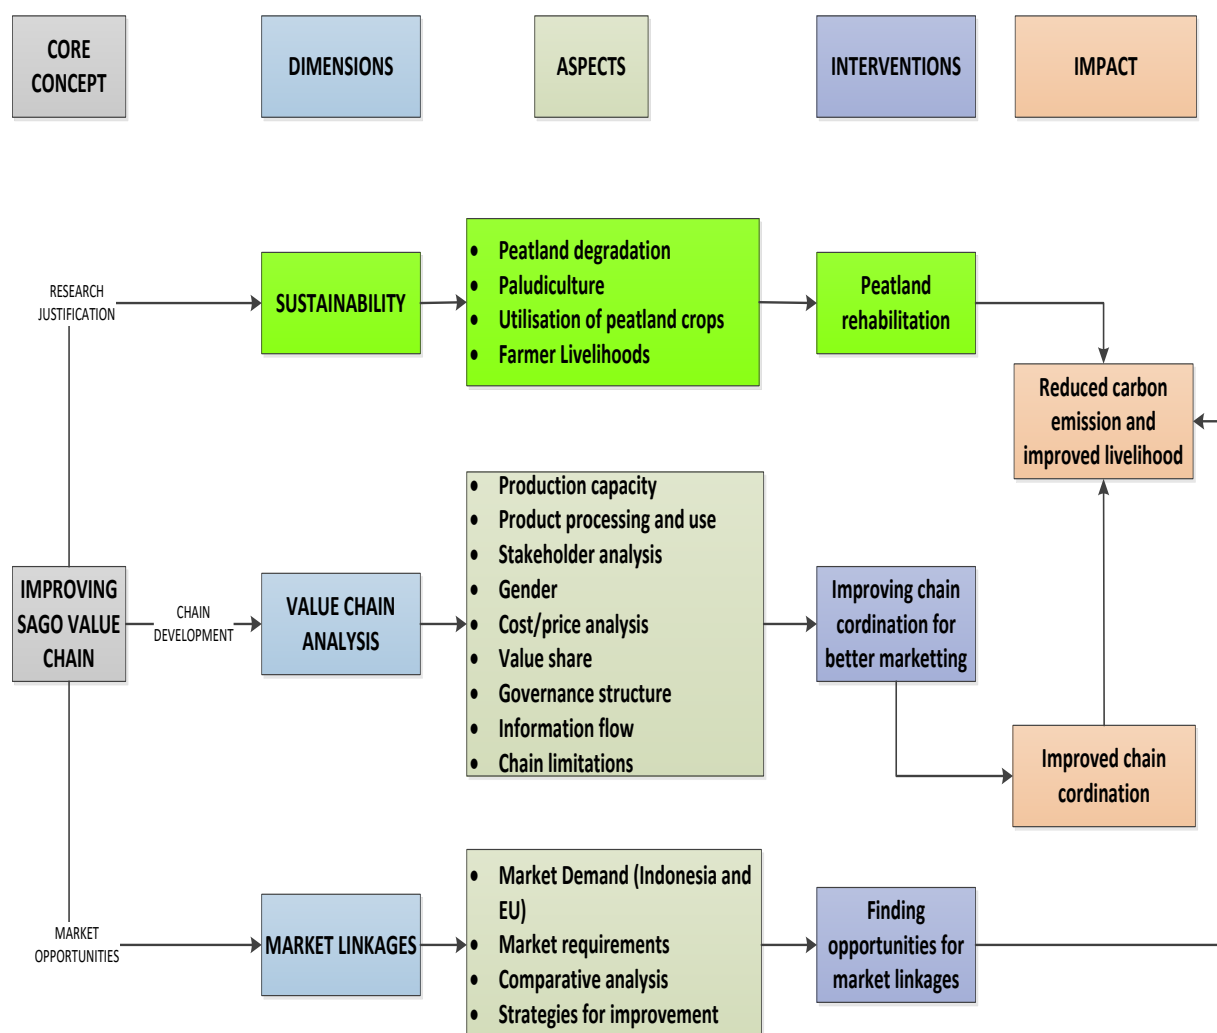 CORE
CONCEPT
DIMENSIONS
ASPECTS
INTERVENTIONS
IMPACT
RESEARCH
JUSTIFICATION
SUSTAINABILITY
• Peatland degradation
• Paludiculture
• Utilisation of peatland crops
• Farmer Livelihoods
Peatland
rehabilitation
Reduced carbon
emission and
improved livelihood
IMPROVING
SAGO VALUE
CHAIN
CHAIN
DEVELOPMENT
VALUE CHAIN
ANALYSIS
• Production capacity
• Product processing and use
• Stakeholder analysis
• Gender
• Cost/price analysis
• Value share
• Governance structure
• Information flow
• Chain limitations
Improving chain
cordination for
better marketting
Improved chain
cordination
MARKET
OPPORTUNITIES
MARKET LINKAGES
• Market Demand (Indonesia and
EU)
• Market requirements
• Comparative analysis
• Strategies for improvement
Finding
opportunities for
market linkages